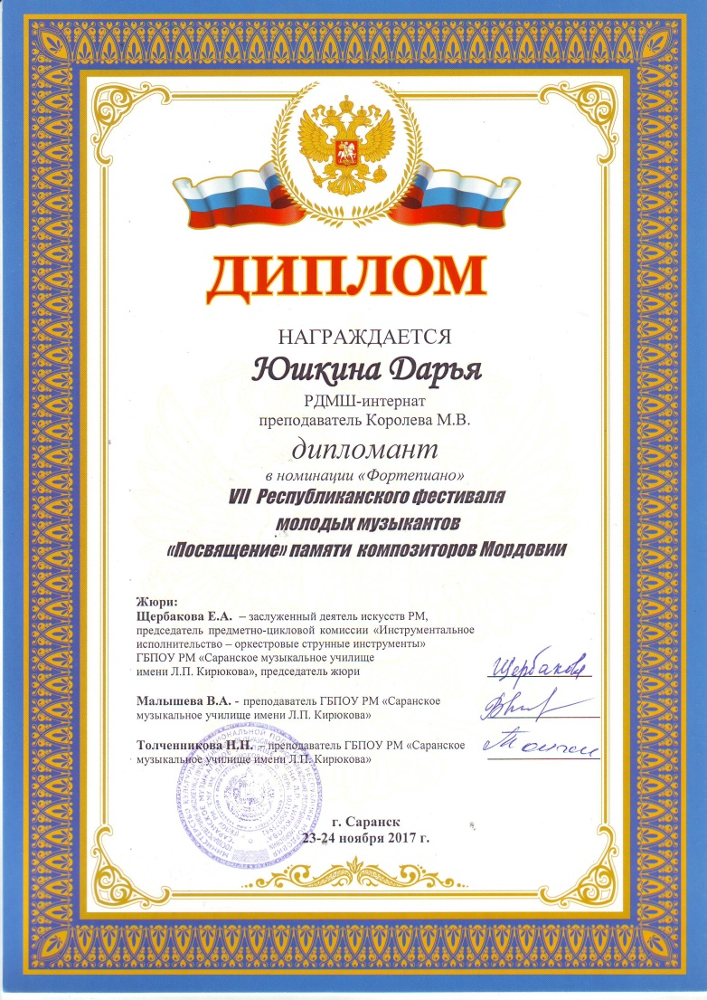 ДИПЛОМ
НАГРАЖДАЕТСЯ
Юшкина Дарья
РДМШ-интернат
преподаватель Королева М.В.
дипломант
в номинации «Фортепиано»
VII Республиканского фестиваля
молодых музыкантов
«Посвящение» памяти композиторов Мордовии
Жюри:
Щербакова Е.А. – заслуженный деятель искусств РМ,
председатель предметно-цикловой комиссии «Инструментальное
исполнительство – оркестровые струнные инструменты»
ГБПОУ РМ «Саранское музыкальное училище
имени Л.П. Кирюкова», председатель жюри
Щербакова
Малышева В.А. - преподаватель ГБПОУ РМ «Саранское
музыкальное училище имени Л.П. Кирюкова»
Толченникова Н.Н. – преподаватель ГБПОУ РМ «Саранское
музыкальное училище имени Л.П. Кирюкова»
г. Саранск
23-24 ноября 2017 г.